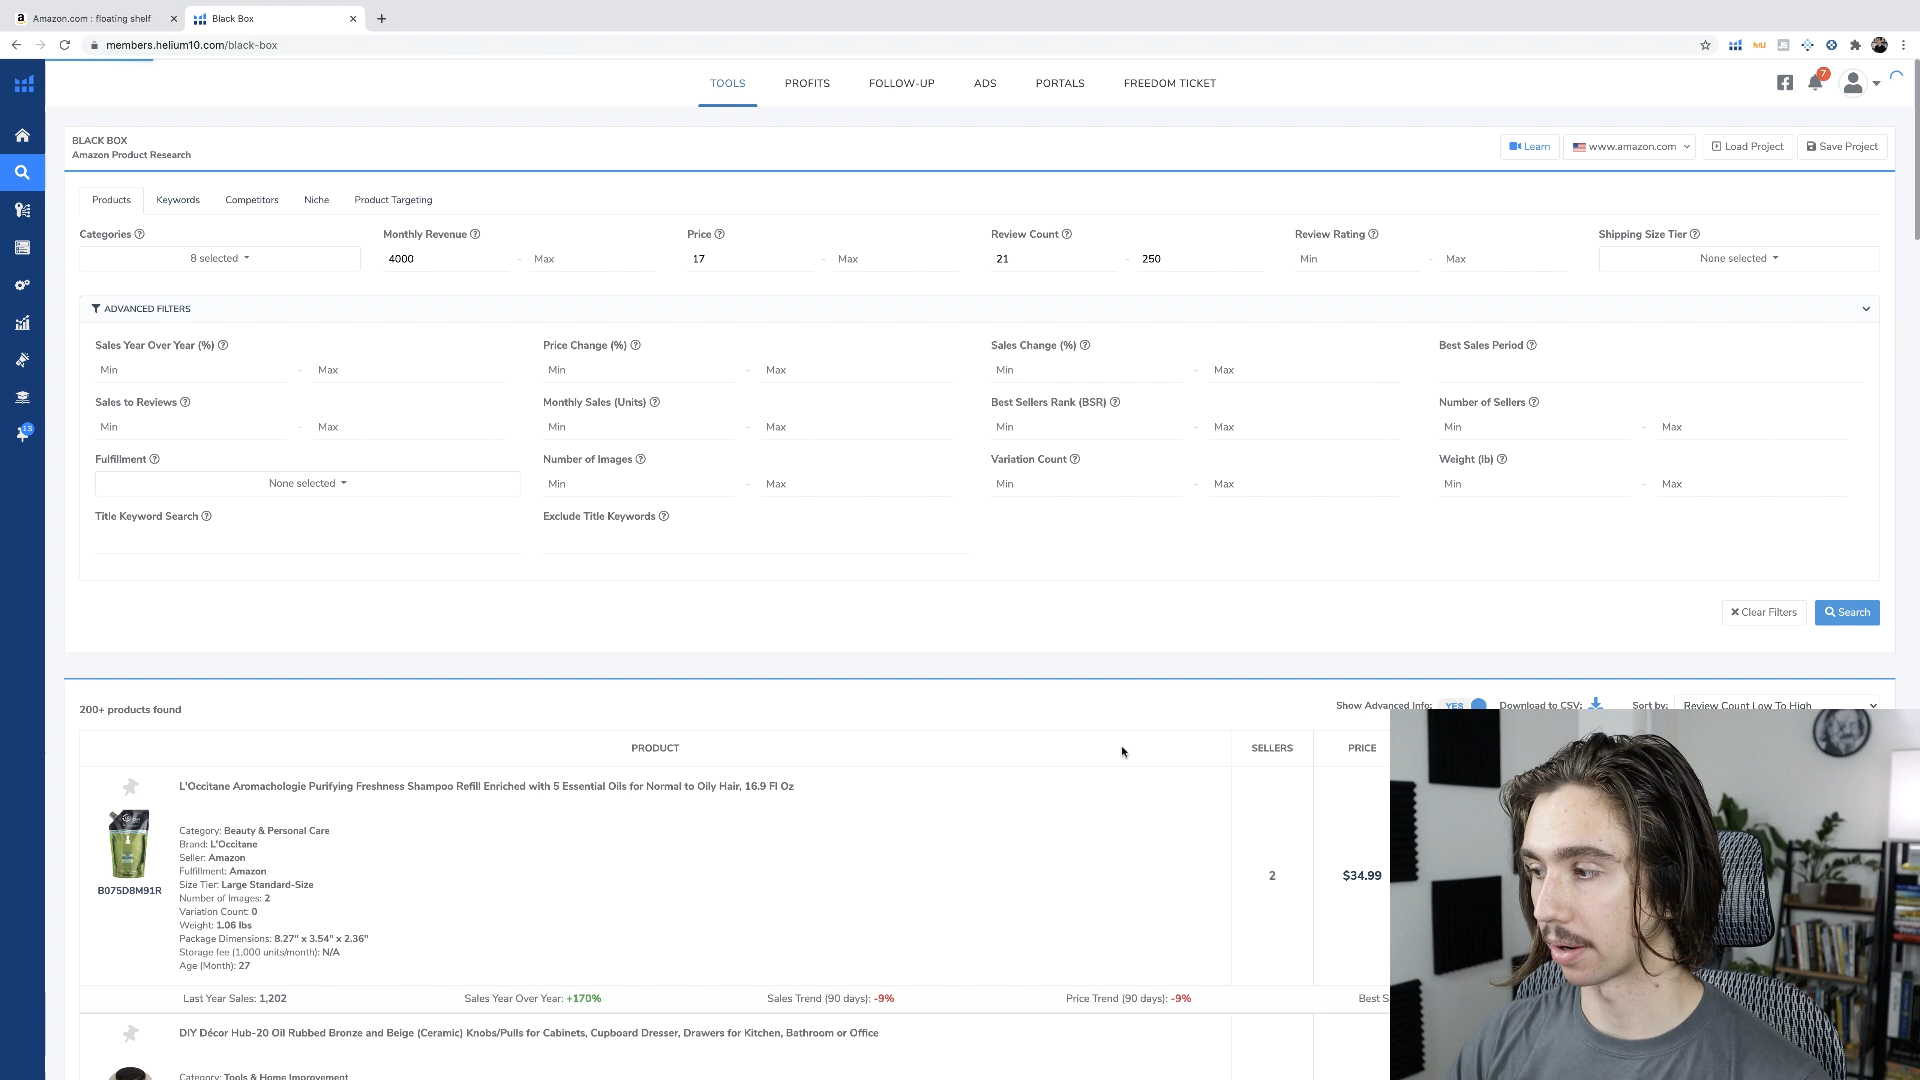 Amazon.com : floating shelf
Black Box
members.helium10.com/black-box
TOOLS PROFITS FOLLOW-UP ADS PORTALS FREEDOM TICKET
7
BLACK BOX
Amazon Product Research
Learn www.amazon.com Load Project Save Project
Products Keywords Competitors Niche Product Targeting
Categories Monthly Revenue Price Review Count Review Rating Shipping Size Tier
8 selected 4000 - Max 17 - Max 21 - 250 Min - Max None selected
ADVANCED FILTERS
Sales Year Over Year (%) Price Change (%) Sales Change (%) Best Sales Period
Min - Max Min - Max Min - Max
Sales to Reviews Monthly Sales (Units) Best Sellers Rank (BSR) Number of Sellers
Min - Max Min - Max Min - Max Min - Max
13
Fulfillment Number of Images Variation Count Weight (lb)
None selected Min - Max Min - Max Min - Max
Title Keyword Search Exclude Title Keywords
Clear Filters Search
200+ products found
Show Advanced Info: YES Download to CSV: Sort by: Review Count Low To High
PRODUCT SELLERS PRICE
L'Occitane Aromachologie Purifying Freshness Shampoo Refill Enriched with 5 Essential Oils for Normal to Oily Hair, 16.9 Fl Oz
Category: Beauty & Personal Care
Brand: L'Occitane
Seller: Amazon
Fulfillment: Amazon
Size Tier: Large Standard-Size
Number of Images: 2
Variation Count: 0
Weight: 1.06 lbs
Package Dimensions: 8.27" x 3.54" x 2.36"
Storage fee (1,000 units/month): N/A
Age (Month): 27
B075D8M91R
2
$34.99
Last Year Sales: 1,202 Sales Year Over Year: +170% Sales Trend (90 days): -9% Price Trend (90 days): -9% Best S
DIY Décor Hub-20 Oil Rubbed Bronze and Beige (Ceramic) Knobs/Pulls for Cabinets, Cupboard Dresser, Drawers for Kitchen, Bathroom or Office
Category: Tools & Home Improvement